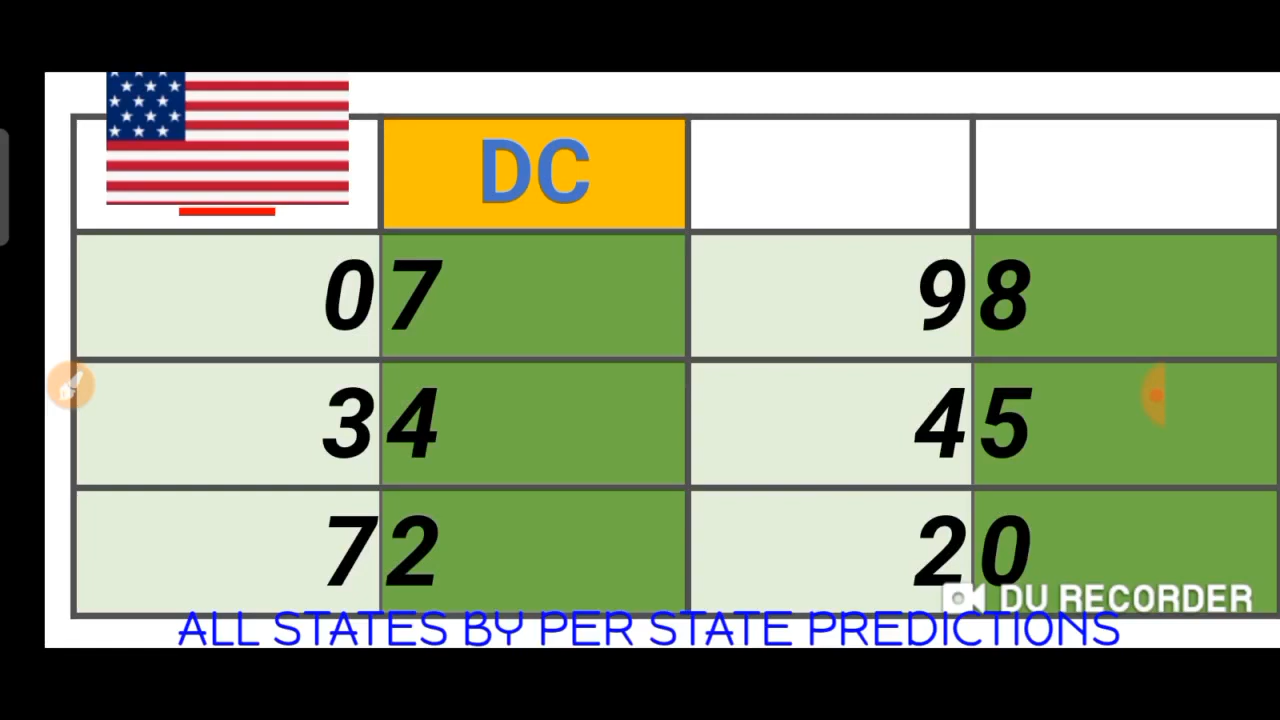 DC
07 98
34 45
72 20
DU RECORDER
ALL STATES BY PER STATE PREDICTIONS